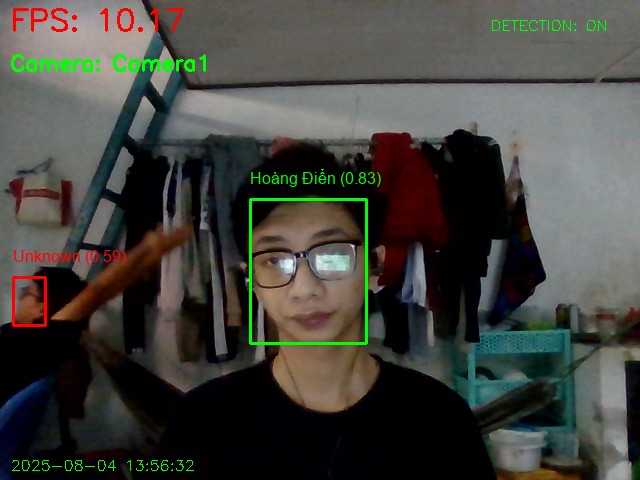 FPS: 10.17
DETECTION: ON
Camera: Camera1
Hoàng Điển (0.83)
Unknown (0.59)
2025-08-04 13:56:32